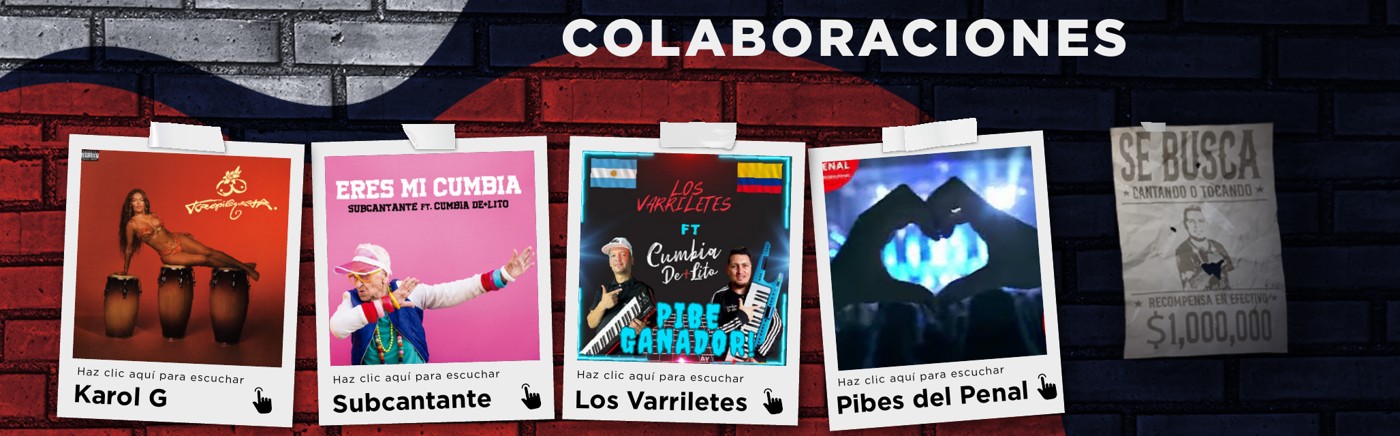 COLABORACIONES
Tropicoqueta.
Haz clic aquí para escuchar
Karol G
ERES MI CUMBIA
SUBCANTANTE FT. CUMBIA DE+LITO
Haz clic aquí para escuchar
Subcantante
LOS
VARRILETES
FT
Cumbia
De+Lito
PIBE
GANADOR!
Haz clic aquí para escuchar
Los Varriletes
ENAL
Haz clic aquí para escuchar
Pibes del Penal
SE BUSCA
CANTANDO O TOCANDO
RECOMPENSA EN EFECTIVO
$1,000,000